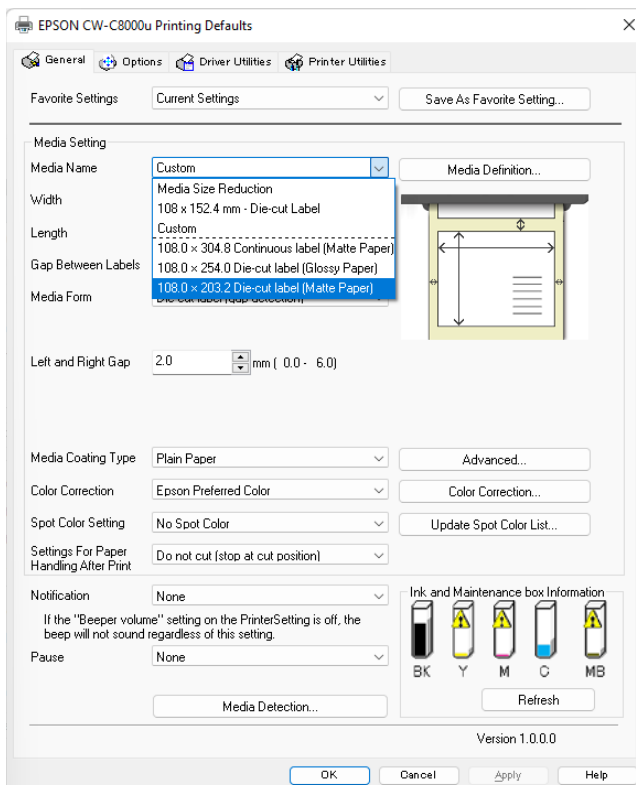 EPSON CW-C8000u Printing Defaults
General Options Driver Utilities Printer Utilities
Favorite Settings Current Settings Save As Favorite Setting...
Media Setting
Media Name Custom Media Definition...
Media Size Reduction
Width
108 x 152.4 mm - Die-cut Label
Custom
Length
108.0 × 304.8 Continuous label (Matte Paper)
Gap Between Labels 108.0 × 254.0 Die-cut label (Glossy Paper)
108.0 × 203.2 Die-cut label (Matte Paper)
Media Form Die-cut label (gap detection)
Left and Right Gap 2.0 mm ( 0.0 - 6.0)
Media Coating Type Plain Paper Advanced...
Color Correction Epson Preferred Color Color Correction...
Spot Color Setting No Spot Color Update Spot Color List...
Settings For Paper
Handling After Print Do not cut (stop at cut position)
Notification None
If the "Beeper volume" setting on the PrinterSetting is off, the
beep will not sound regardless of this setting.
Pause None
Media Detection...
Ink and Maintenance box Information
BK Y M C MB
Refresh
Version 1.0.0.0
OK Cancel Apply Help